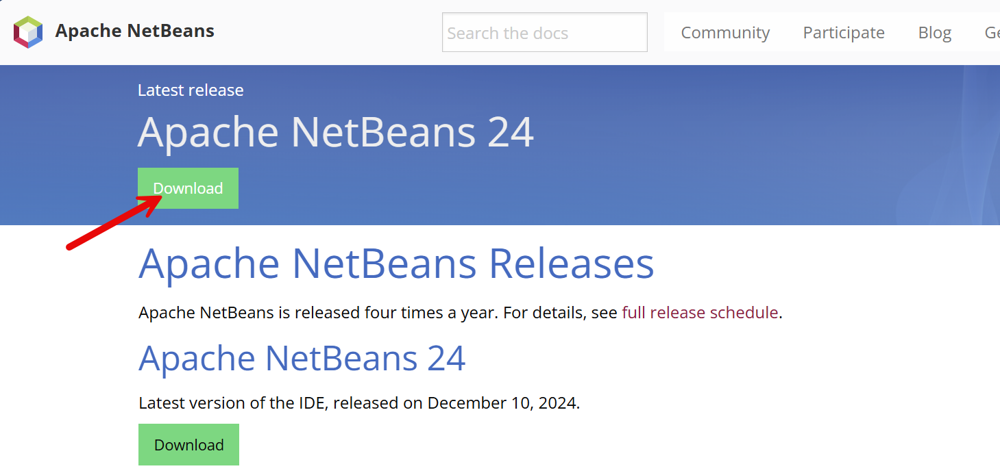 Apache NetBeans
Search the docs
Community Participate Blog
Latest release
Apache NetBeans 24
Download
Apache NetBeans Releases
Apache NetBeans is released four times a year. For details, see full release schedule.
Apache NetBeans 24
Latest version of the IDE, released on December 10, 2024.
Download